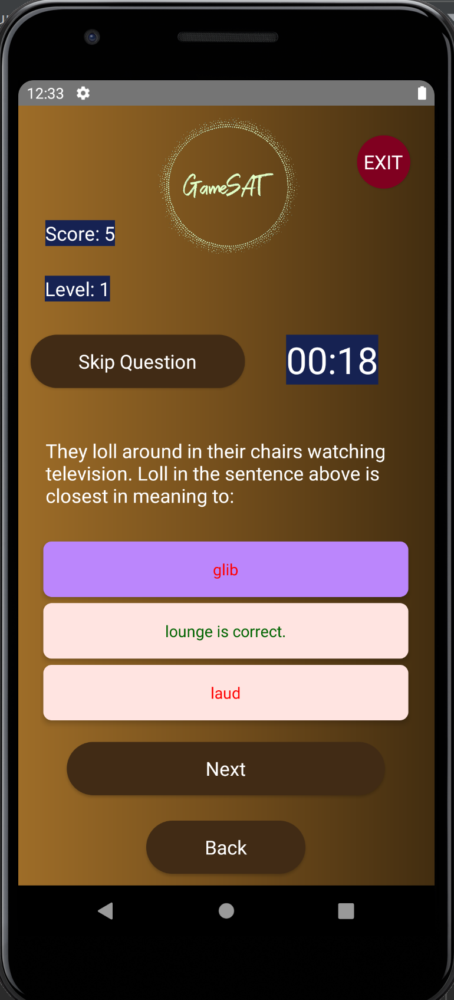 12:33
GameSAT
EXIT
Score: 5
Level: 1
Skip Question
00:18
They loll around in their chairs watching
television. Loll in the sentence above is
closest in meaning to:
glib
lounge is correct.
laud
Next
Back